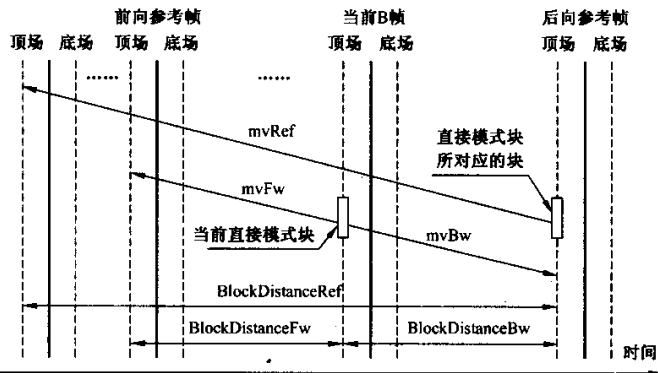 前向参考帧 当前B帧 后向参考帧
顶场 底场 顶场 底场 顶场 底场 顶场 底场
…… ……
mvRef
直接模式块
所对应的块
mvFw
当前直接模式块
mvBw
BlockDistanceRef
BlockDistanceFw BlockDistanceBw
时间